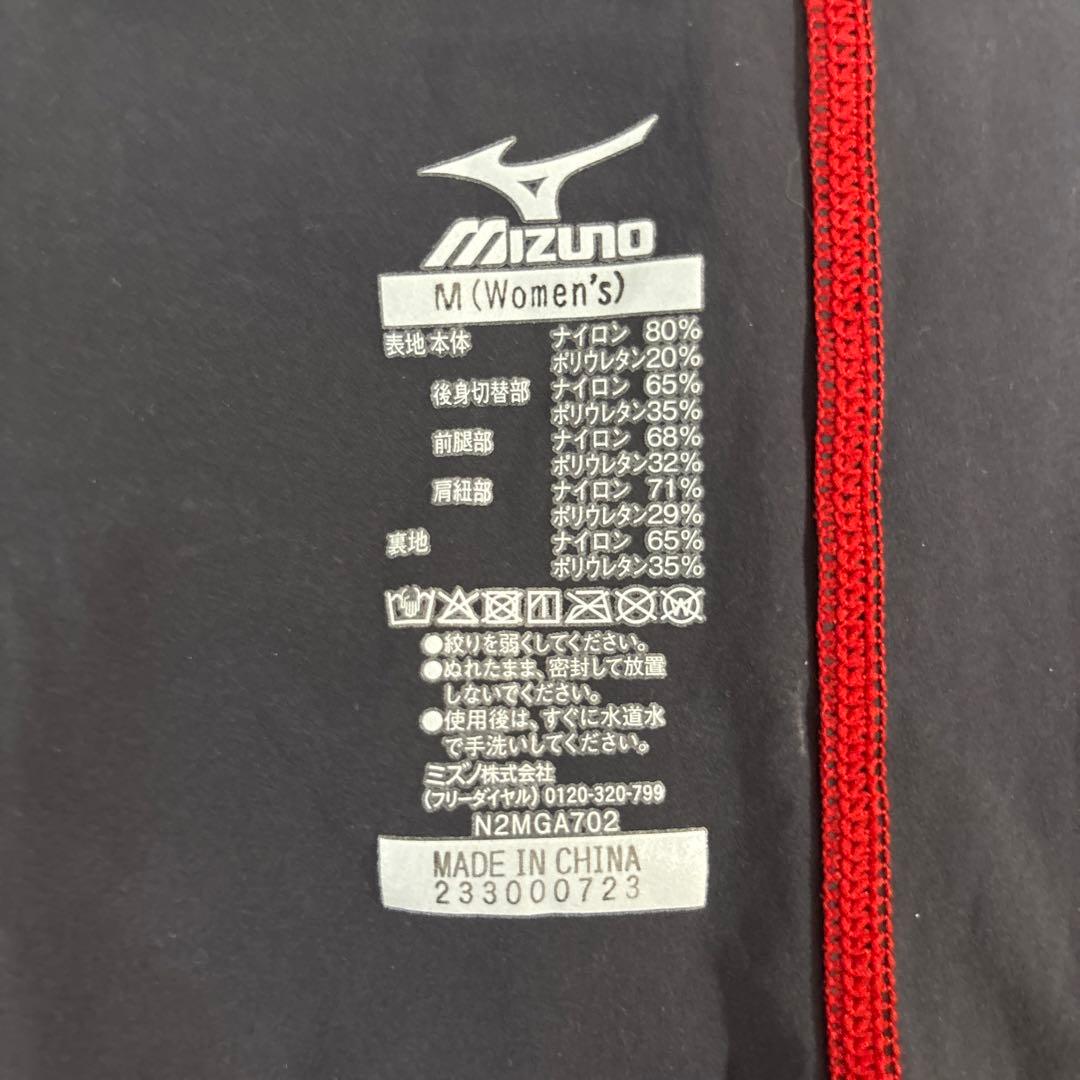 MIZUNO
M(Women's)
表地 本体 ナイロン 80%
ポリウレタン20%
後身切替部 ナイロン 65%
ポリウレタン35%
前腿部 ナイロン 68%
ポリウレタン32%
肩紐部 ナイロン 71%
ポリウレタン29%
裏地 ナイロン 65%
ポリウレタン35%
●絞りを弱くしてください。
●ぬれたまま、密封して放置
しないでください。
●使用後は、すぐに水道水
で手洗いしてください。
ミズノ株式会社
(フリーダイヤル) 0120-320-799
N2MGA702
MADE IN CHINA
233000723